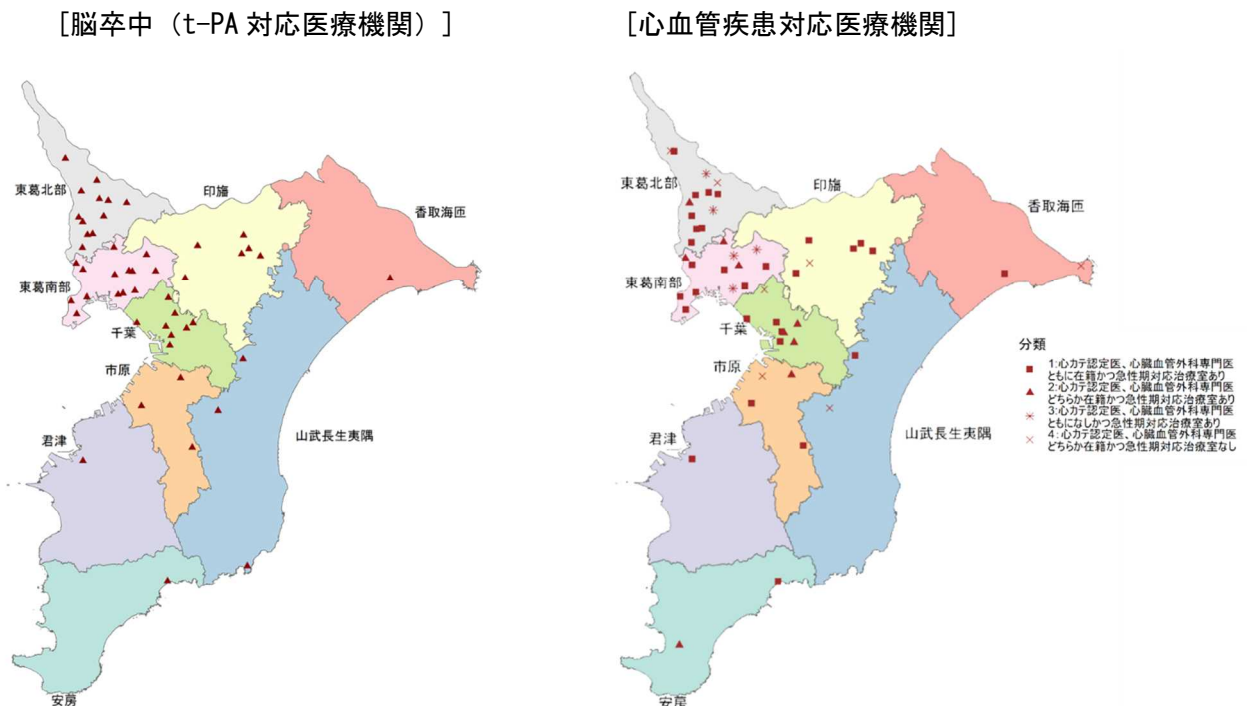 [脳卒中（t-PA 対応医療機関）]
東葛北部
印旛
香取海匝
東葛南部
千葉
市原
君津
山武長生夷隅
安房
[心血管疾患対応医療機関]
東葛北部
印旛
香取海匝
東葛南部
千葉
市原
君津
山武長生夷隅
安房
分類
1:心カテ認定医、心臓血管外科専門医
ともに在籍かつ急性期対応治療室あり
2:心カテ認定医、心臓血管外科専門医
どちらか在籍かつ急性期対応治療室あり
3:心カテ認定医、心臓血管外科専門医
ともになしかつ急性期対応治療室あり
4:心カテ認定医、心臓血管外科専門医
どちらか在籍かつ急性期対応治療室なし